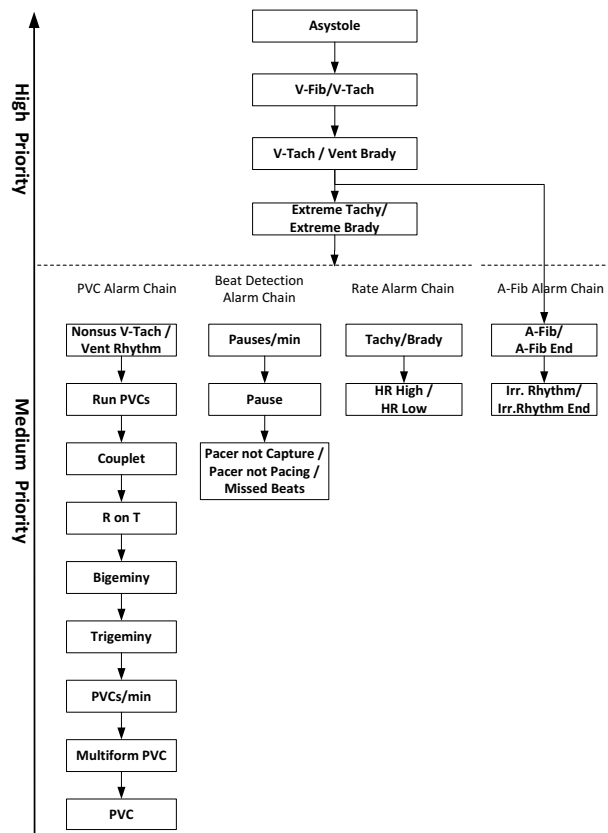 High Priority
Medium Priority
Asystole
V-Fib/V-Tach
V-Tach / Vent Brady
Extreme Tachy/
Extreme Brady
PVC Alarm Chain
Nonsus V-Tach /
Vent Rhythm
Run PVCs
Couplet
R on T
Bigeminy
Trigeminy
PVCs/min
Multiform PVC
PVC
Beat Detection
Alarm Chain
Pauses/min
Pause
Pacer not Capture /
Pacer not Pacing /
Missed Beats
Rate Alarm Chain
Tachy/Brady
HR High /
HR Low
A-Fib Alarm Chain
A-Fib/
A-Fib End
Irr. Rhythm/
Irr.Rhythm End